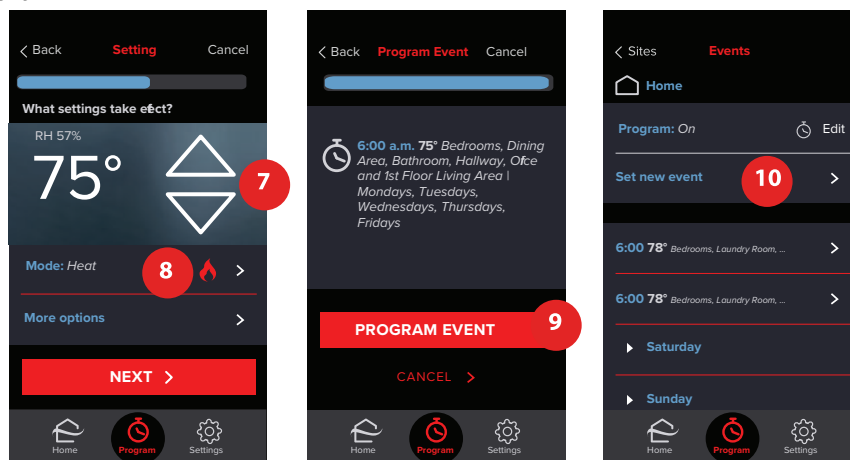 < Back Setting Cancel
What settings take efect?
RH 57%
75°
7
Mode: Heat
8
>
More options >
NEXT >
Home Program Settings
< Back Program Event Cancel
6:00 a.m. 75° Bedrooms, Dining
Area, Bathroom, Hallway, Ofce
and 1st Floor Living Area |
Mondays, Tuesdays,
Wednesdays, Thursdays,
Fridays
PROGRAM EVENT
9
CANCEL >
Home Program Settings
< Sites Events
Home
Program: On Edit
Set new event
10
>
6:00 78° Bedrooms, Laundry Room, ... >
6:00 78° Bedrooms, Laundry Room, ... >
Saturday
Sunday
Home Program Settings